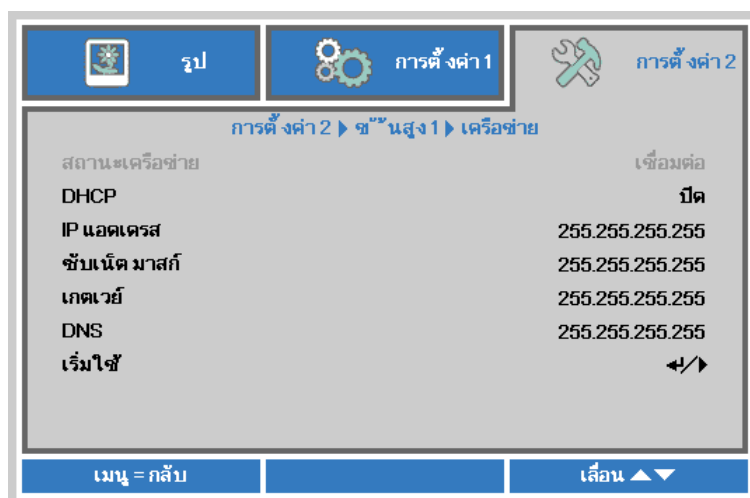 รูป
การตั้งค่า 1
การตั้งค่า 2
การตั้งค่า 2 ▶ ขั้นสูง 1 ▶ เครือข่าย
สถานะเครือข่าย เชื่อมต่อ
DHCP ปิด
IP แอดเดรส 255.255.255.255
ซับเน็ต มาสก์ 255.255.255.255
เกตเวย์ 255.255.255.255
DNS 255.255.255.255
เริ่มใช้ ↵/▶
เมนู = กลับ
เลื่อน ▲▼